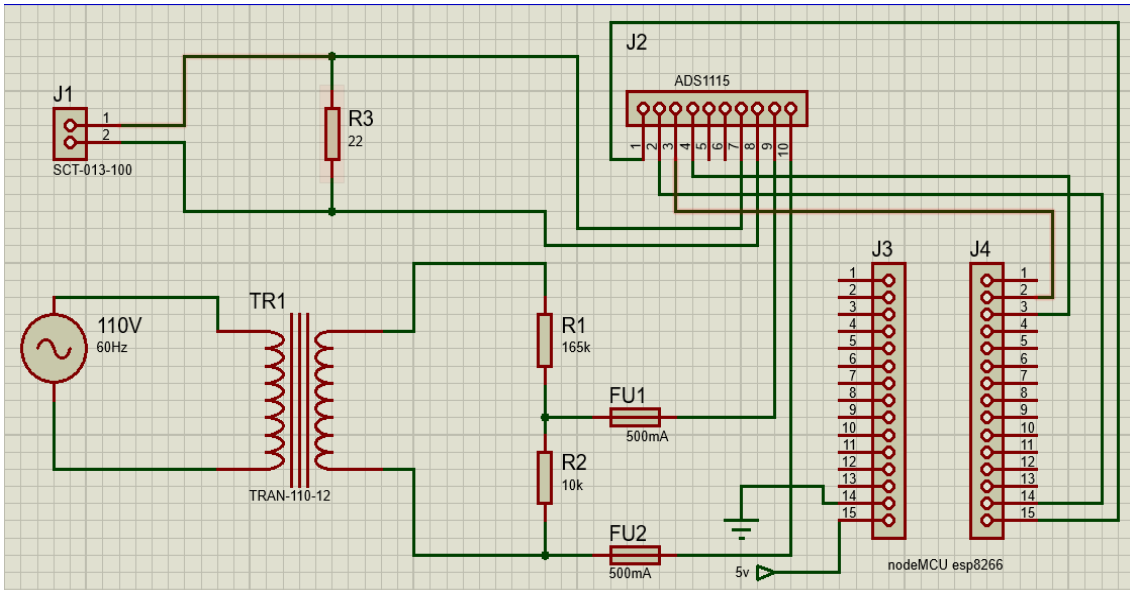 J1
1
2
SCT-013-100
R3
22
J2
ADS1115
1
2
3
4
5
6
7
8
9
10
110V
60Hz
TR1
TRAN-110-12
R1
165k
FU1
500mA
R2
10k
FU2
500mA
J3
1
2
3
4
5
6
7
8
9
10
11
12
13
14
15
J4
1
2
3
4
5
6
7
8
9
10
11
12
13
14
15
5v
nodeMCU esp8266